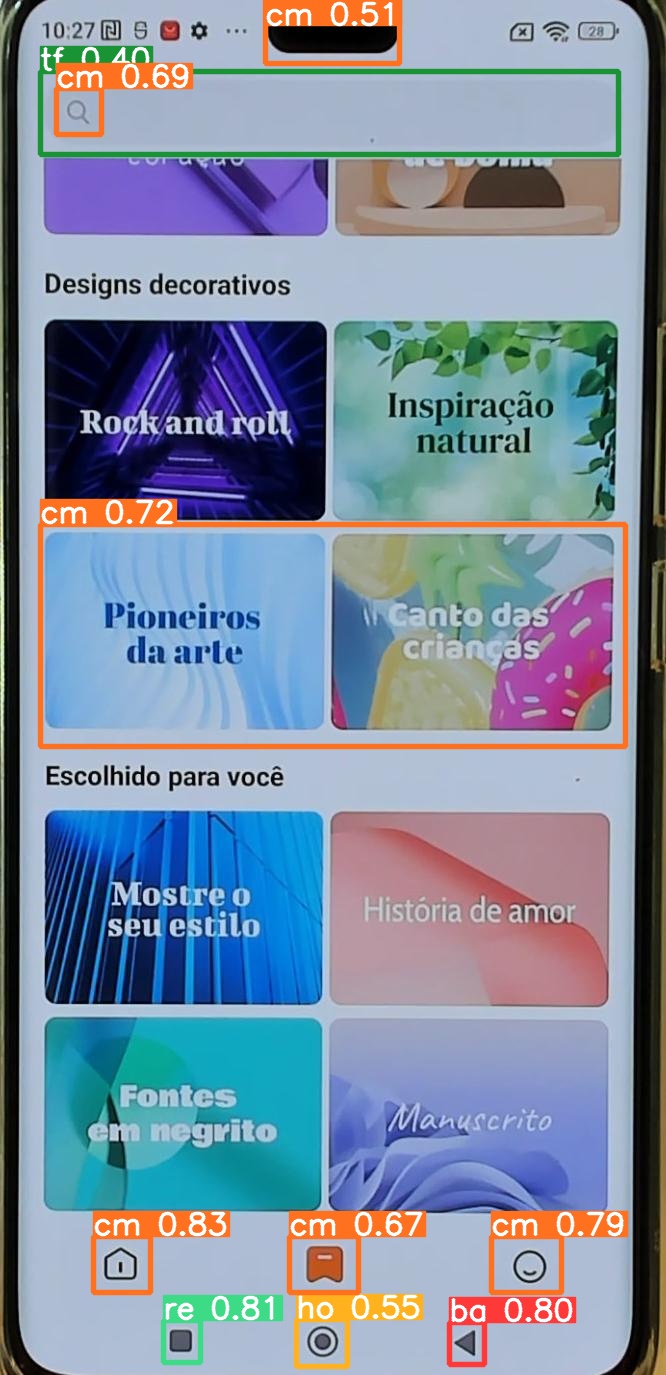 cm 0.51
10:27
28
tf 0.40
cm 0.69
coração
de bolha
Designs decorativos
Rock and roll
Inspiração
natural
cm 0.72
Pioneiros
da arte
Canto das
crianças
Escolhido para você
Mostre o
seu estilo
História de amor
Fontes
em negrito
Manuscrito
cm 0.83
cm 0.67
cm 0.79
re 0.81
ho 0.55
ba 0.80